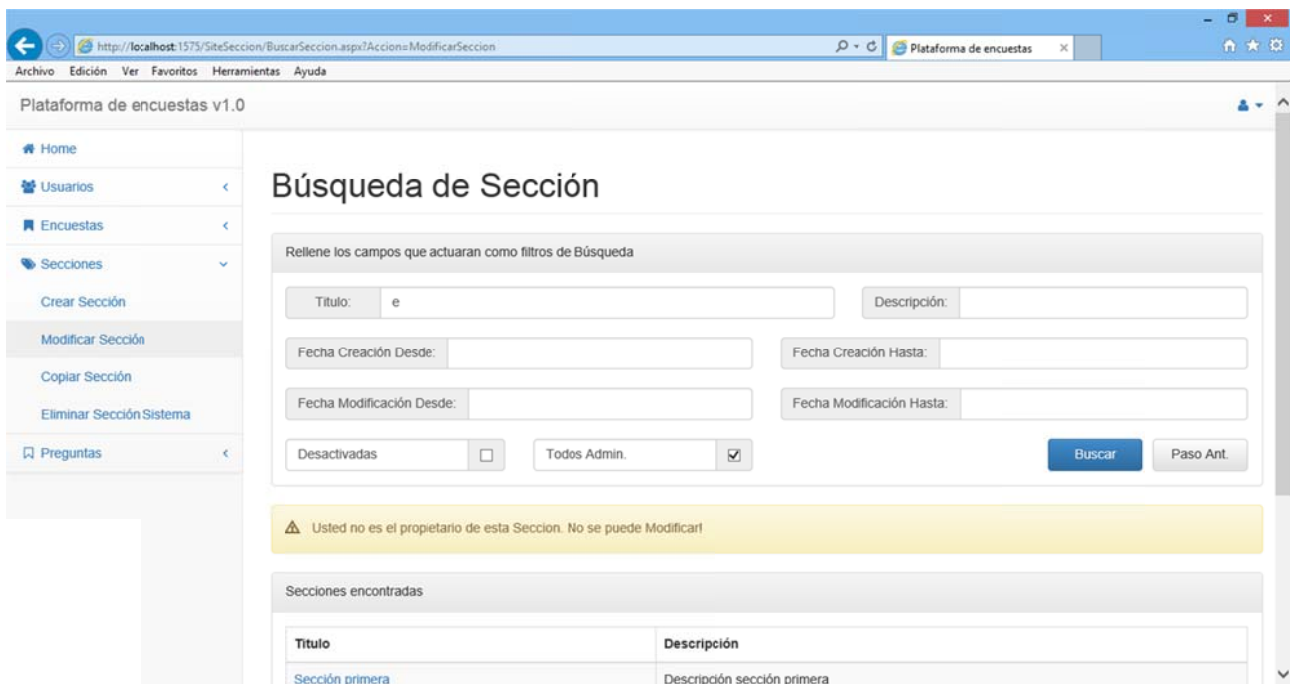 http://localhost:1575/SiteSeccion/BuscarSeccion.aspx?Accion=ModificarSeccion
Plataforma de encuestas
Archivo Edición Ver Favoritos Herramientas Ayuda
Plataforma de encuestas v1.0
Home
Usuarios
Encuestas
Secciones
Crear Sección
Modificar Sección
Copiar Sección
Eliminar Sección Sistema
Preguntas
Búsqueda de Sección
Rellene los campos que actuaran como filtros de Búsqueda
Titulo: e
Descripción:
Fecha Creación Desde:
Fecha Creación Hasta:
Fecha Modificación Desde:
Fecha Modificación Hasta:
Desactivadas
Todos Admin.
Buscar
Paso Ant.
Usted no es el propietario de esta Seccion. No se puede Modificar!
Secciones encontradas
Titulo Descripción
Sección primera Descripción sección primera